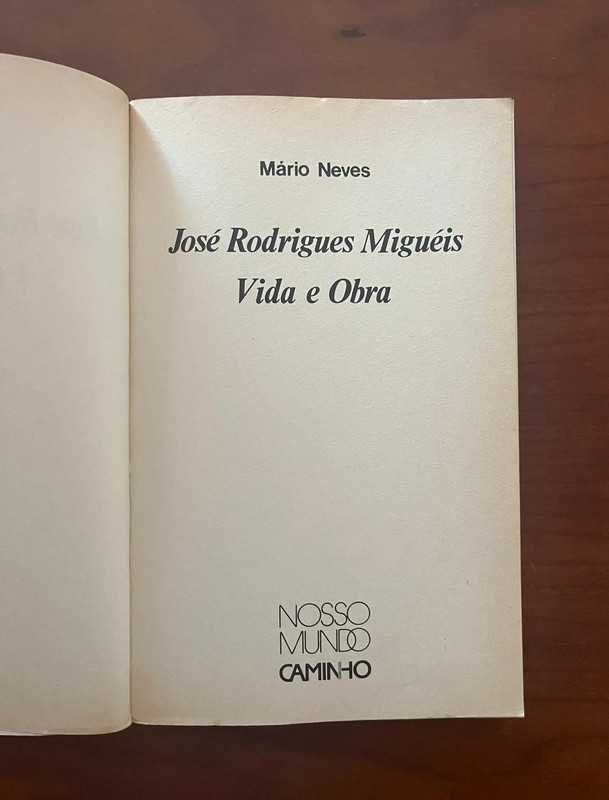 Mário Neves
José Rodrigues Miguéis
Vida e Obra
NOSSO
MUNDO
CAMINHO